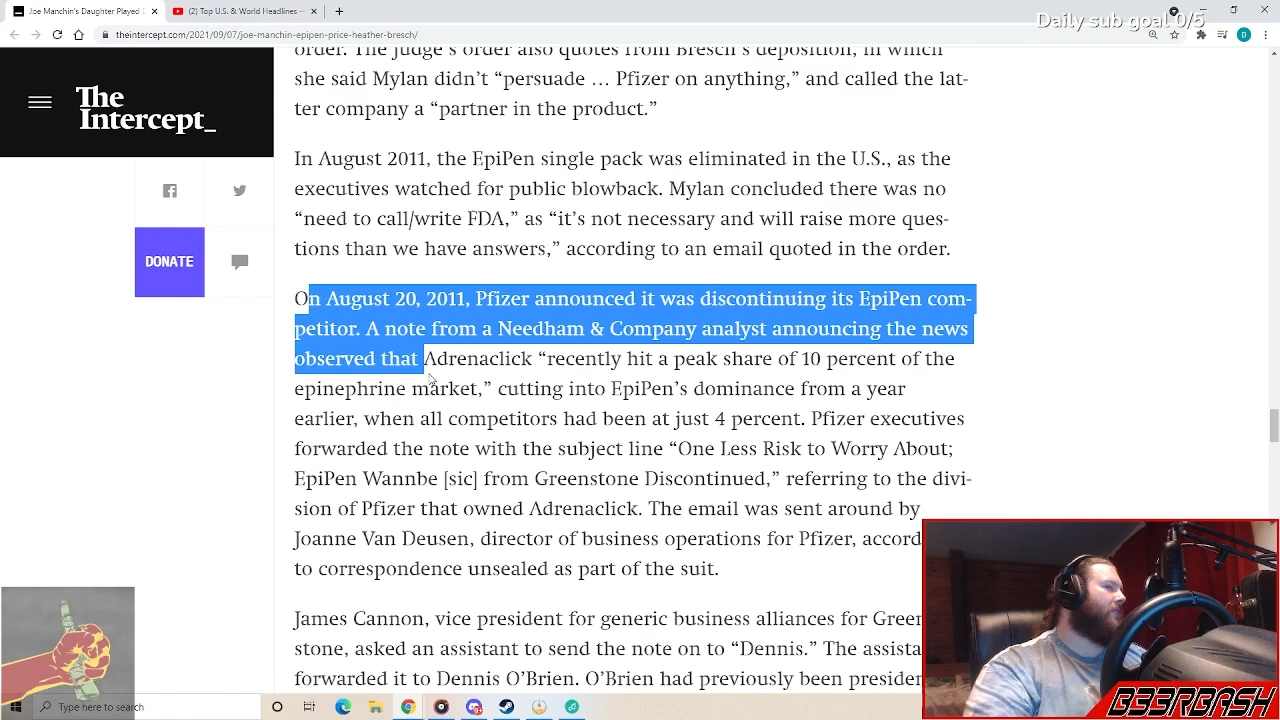 Joe Manchin's Daughter Played D
(2) Top U.S. & World Headlines —
Daily sub goal 0/5
theintercept.com/2021/09/07/joe-manchin-epipen-price-heather-bresch/
D
The
Intercept_
DONATE
order. The judge's order also quotes from Bresch's deposition, in which
she said Mylan didn't “persuade … Pfizer on anything,” and called the lat-
ter company a “partner in the product.”
In August 2011, the EpiPen single pack was eliminated in the U.S., as the
executives watched for public blowback. Mylan concluded there was no
“need to call/write FDA,” as “it's not necessary and will raise more ques-
tions than we have answers,” according to an email quoted in the order.
On August 20, 2011, Pfizer announced it was discontinuing its EpiPen com-
petitor. A note from a Needham & Company analyst announcing the news
observed that Adrenaclick “recently hit a peak share of 10 percent of the
epinephrine market,” cutting into EpiPen's dominance from a year
earlier, when all competitors had been at just 4 percent. Pfizer executives
forwarded the note with the subject line “One Less Risk to Worry About;
EpiPen Wannbe [sic] from Greenstone Discontinued,” referring to the divi-
sion of Pfizer that owned Adrenaclick. The email was sent around by
Joanne Van Deusen, director of business operations for Pfizer, accord
to correspondence unsealed as part of the suit.
James Cannon, vice president for generic business alliances for Green
stone, asked an assistant to send the note on to “Dennis.” The assista
forwarded it to Dennis O'Brien. O'Brien had previously been presiden
Type here to search
B33RBASH